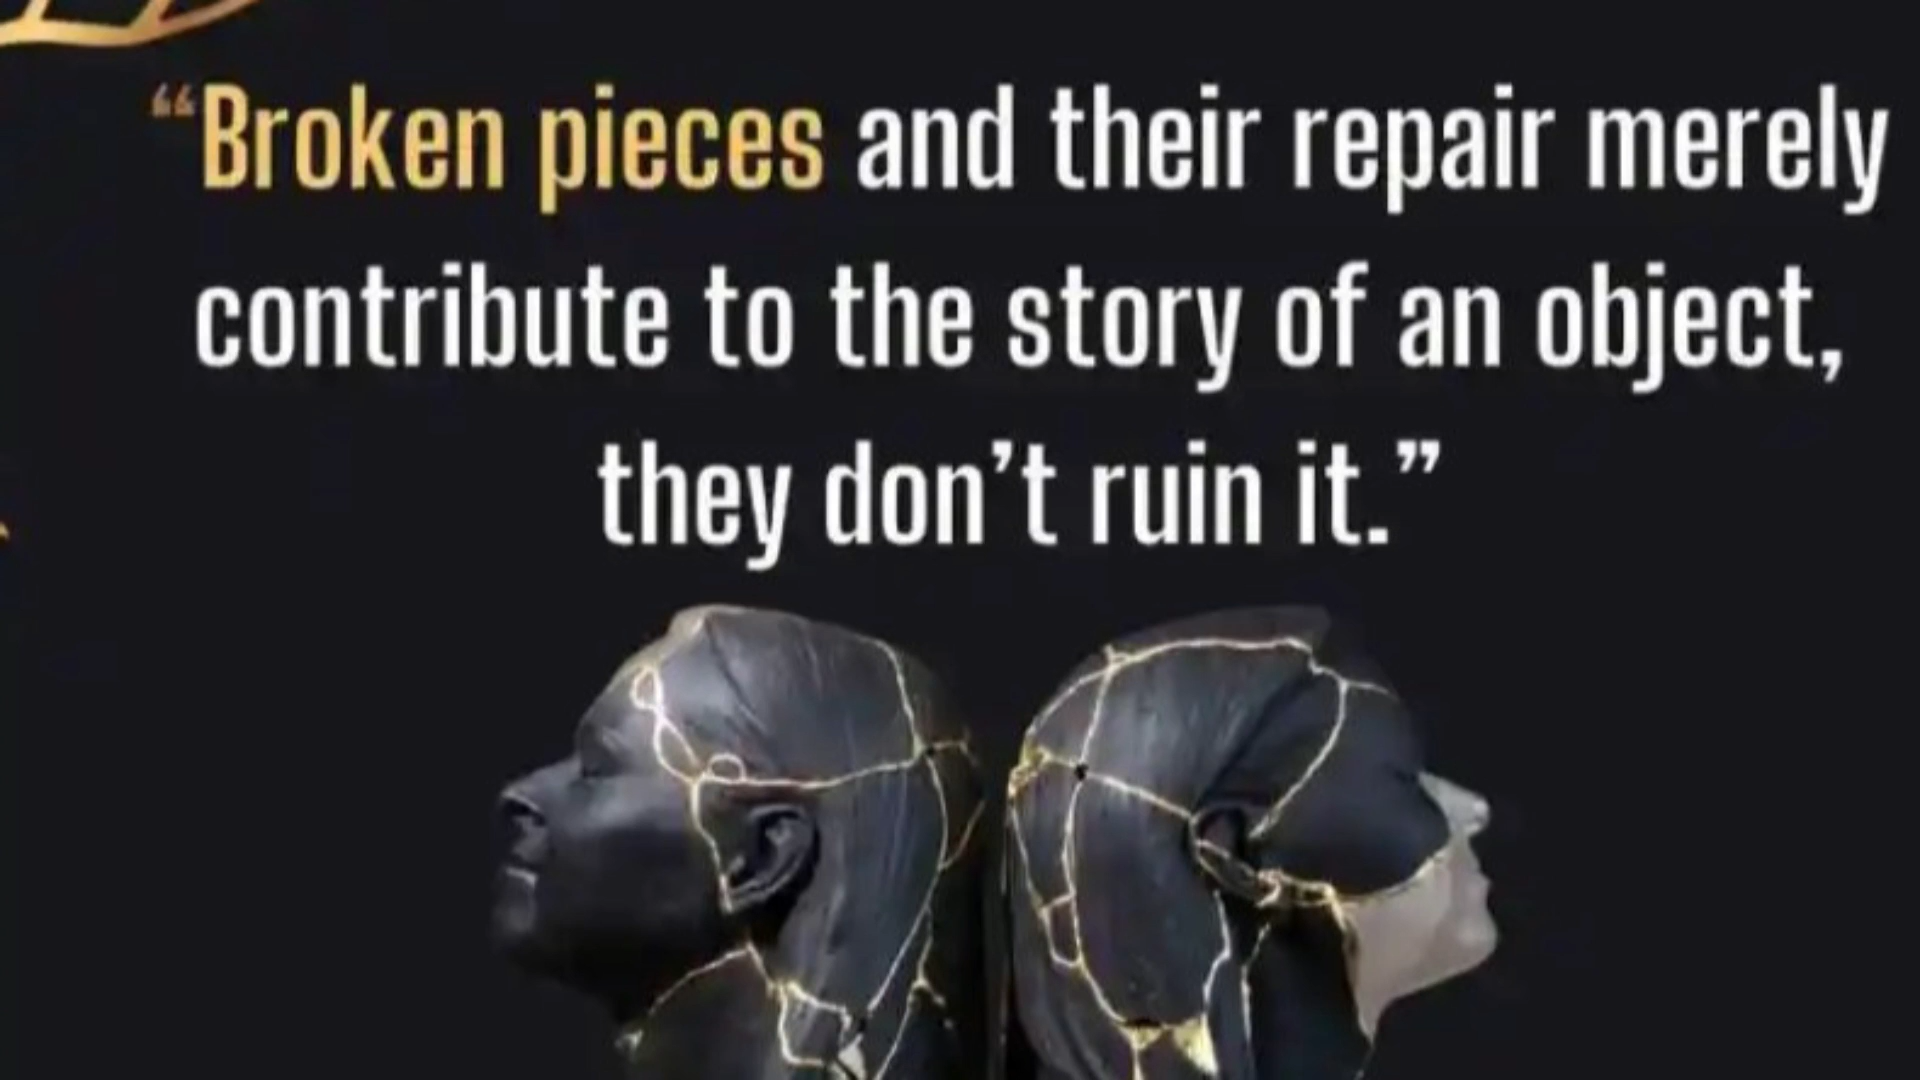 “Broken pieces and their repair merely
contribute to the story of an object,
they don’t ruin it.”